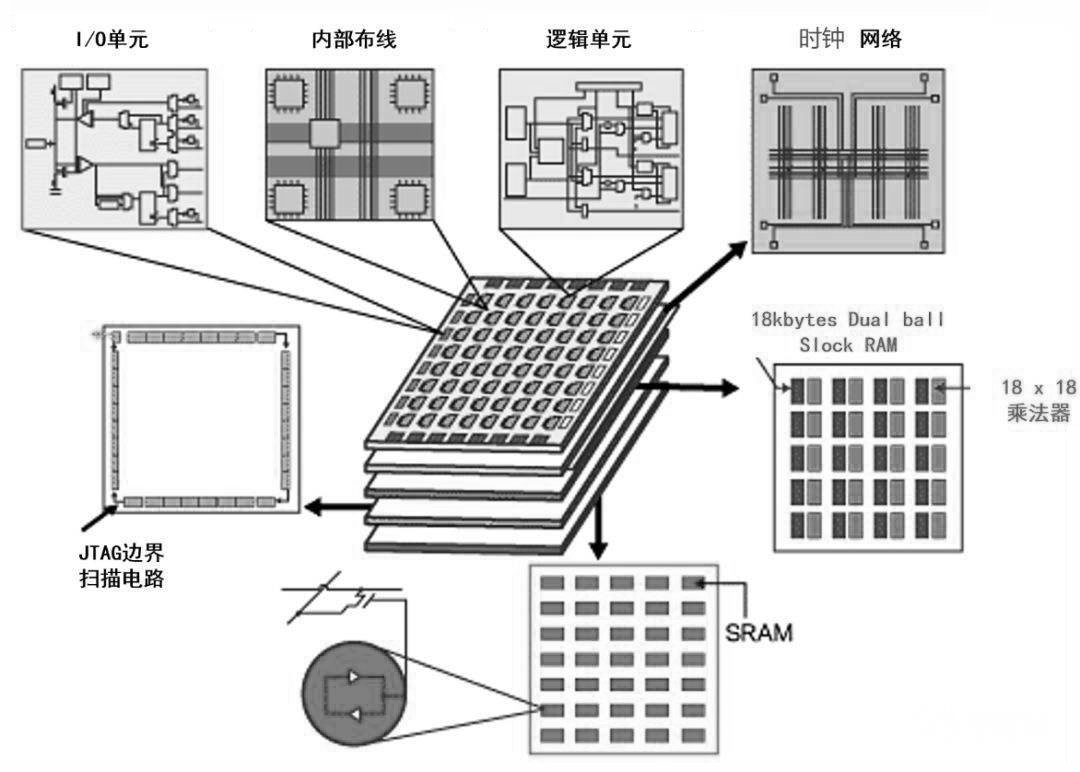 I/O单元
内部布线
逻辑单元
时钟 网络
18kbytes Dual ball
Slock RAM
18 x 18
乘法器
JTAG边界
扫描电路
SRAM